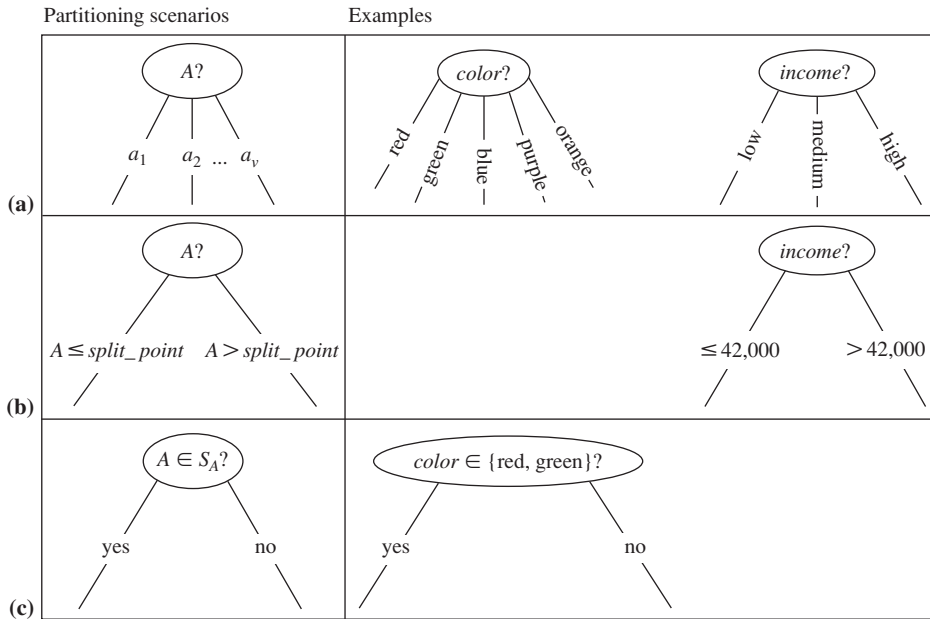 Partitioning scenarios
Examples
A?
a1 a2 ... av
color?
red green blue purple orange
income?
low medium high
(a)
A?
A ≤ split_point A > split_point
income?
≤ 42,000 > 42,000
(b)
A ∈ SA?
yes no
color ∈ {red, green}?
yes no
(c)